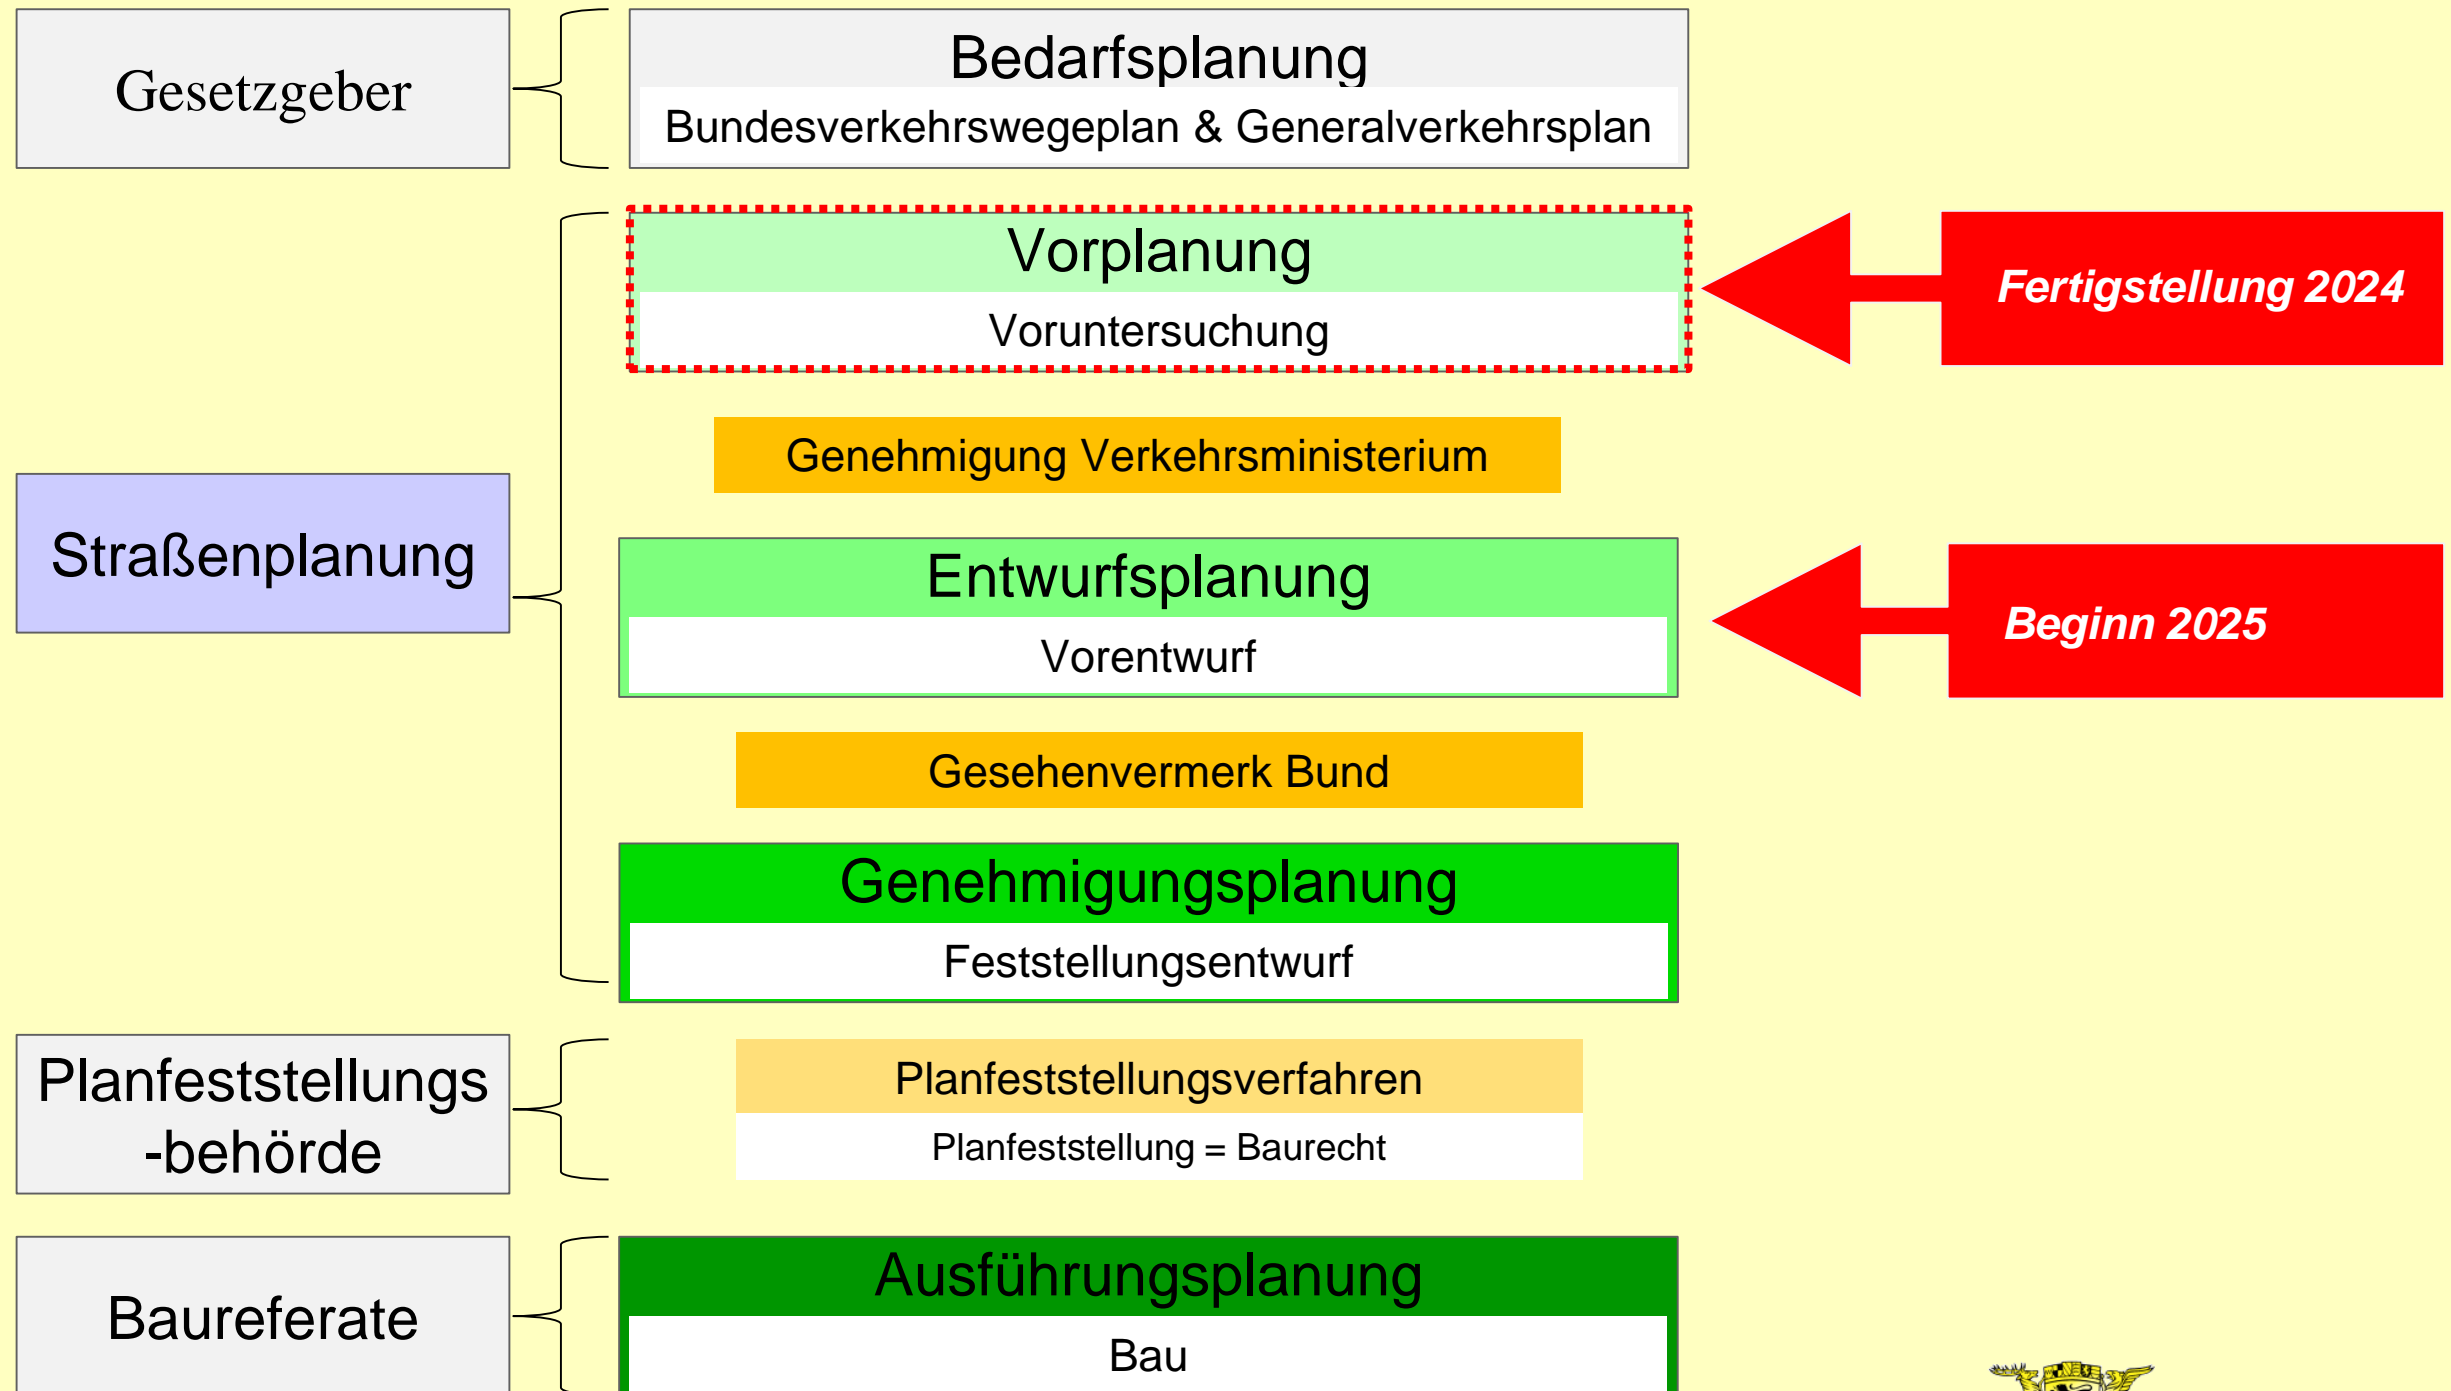 Gesetzgeber
Bedarfsplanung
Bundesverkehrswegeplan & Generalverkehrsplan
Vorplanung
Voruntersuchung
Fertigstellung 2024
Genehmigung Verkehrsministerium
Straßenplanung
Entwurfsplanung
Vorentwurf
Beginn 2025
Gesehenvermerk Bund
Genehmigungsplanung
Feststellungsentwurf
Planfeststellungs
-behörde
Planfeststellungsverfahren
Planfeststellung = Baurecht
Baureferate
Ausführungsplanung
Bau